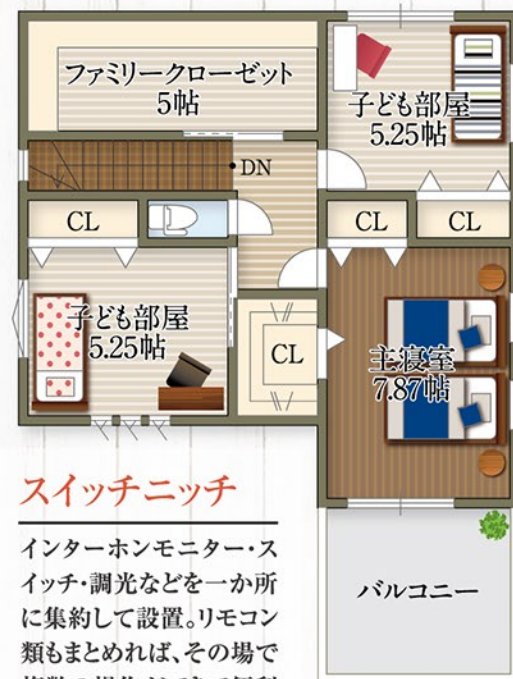 ファミリークローゼット
5帖
子ども部屋
5.25帖
DN
CL
CL
CL
子ども部屋
5.25帖
CL
主寝室
7.87帖
バルコニー
スイッチニッチ
インターホンモニター・ス
イッチ・調光などを一か所
に集約して設置。リモコン
類もまとめれば、その場で